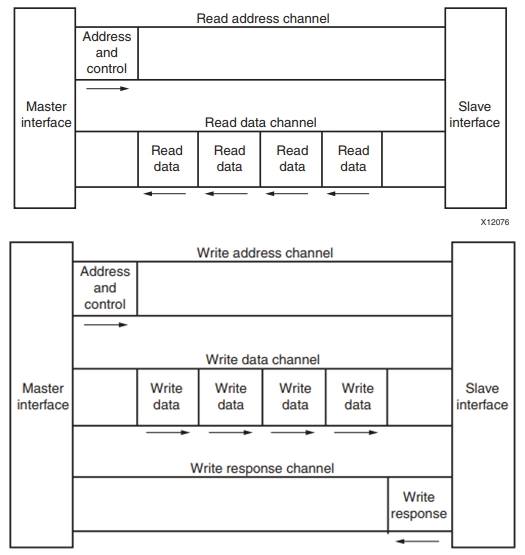 Read address channel
Address
and
control
Master
interface
Slave
interface
Read data channel
Read
data
Read
data
Read
data
Read
data
X12076
Write address channel
Address
and
control
Write data channel
Master
interface
Write
data
Write
data
Write
data
Write
data
Slave
interface
Write response channel
Write
response